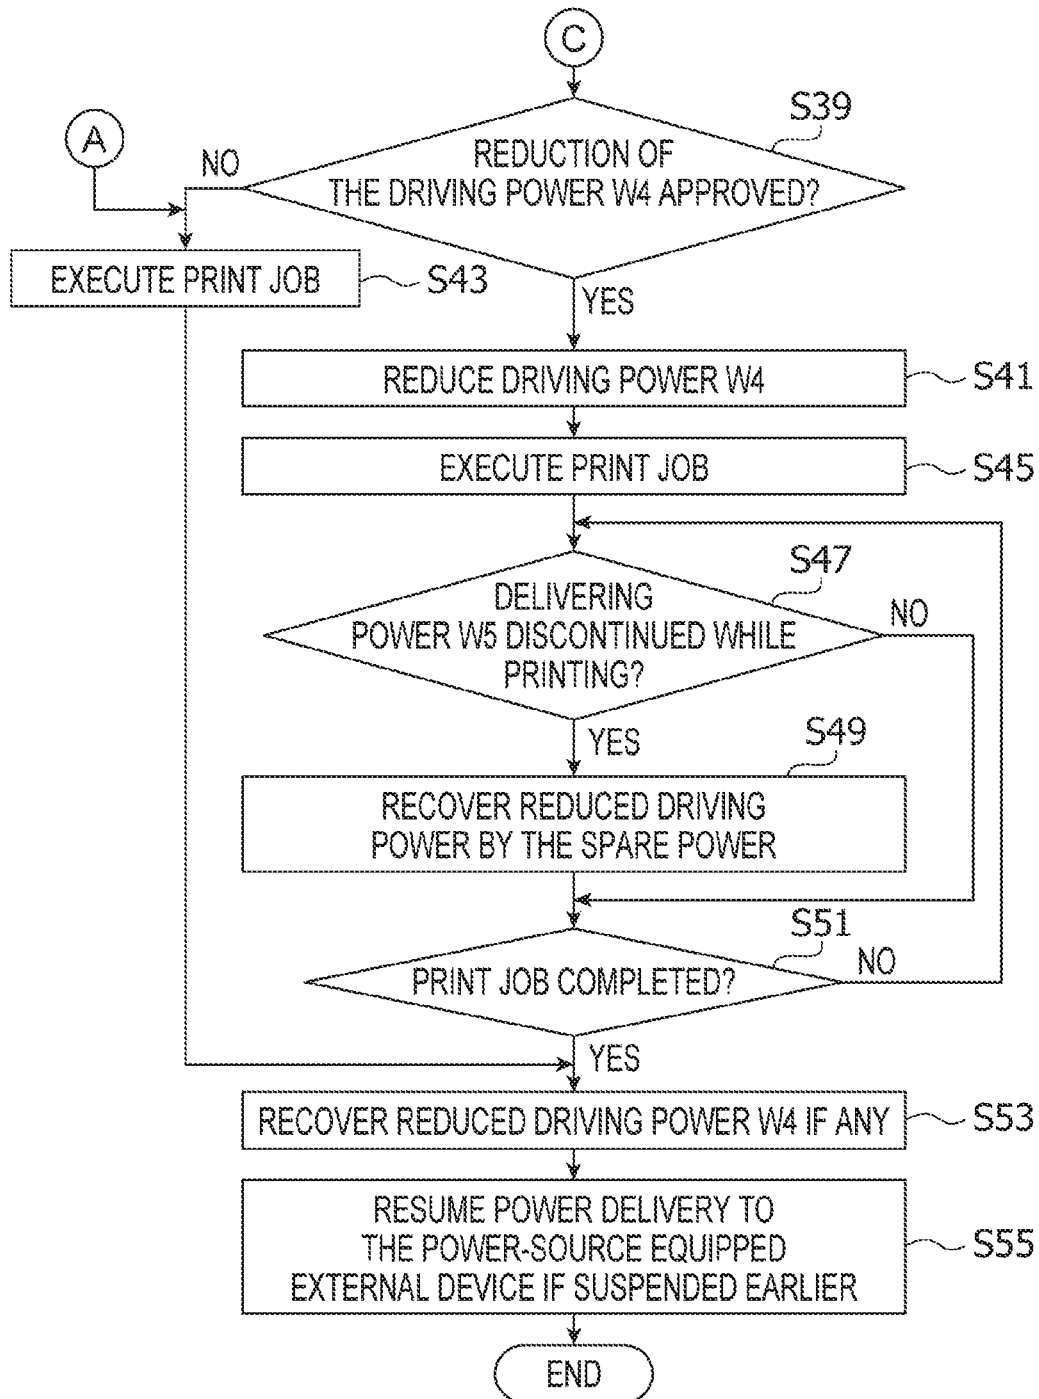 C
S39
A
NO
REDUCTION OF
THE DRIVING POWER W4 APPROVED?
EXECUTE PRINT JOB
S43
YES
REDUCE DRIVING POWER W4
S41
EXECUTE PRINT JOB
S45
S47
DELIVERING
POWER W5 DISCONTINUED WHILE
PRINTING?
NO
YES
S49
RECOVER REDUCED DRIVING
POWER BY THE SPARE POWER
S51
PRINT JOB COMPLETED?
NO
YES
RECOVER REDUCED DRIVING POWER W4 IF ANY
S53
RESUME POWER DELIVERY TO
THE POWER-SOURCE EQUIPPED
EXTERNAL DEVICE IF SUSPENDED EARLIER
S55
END